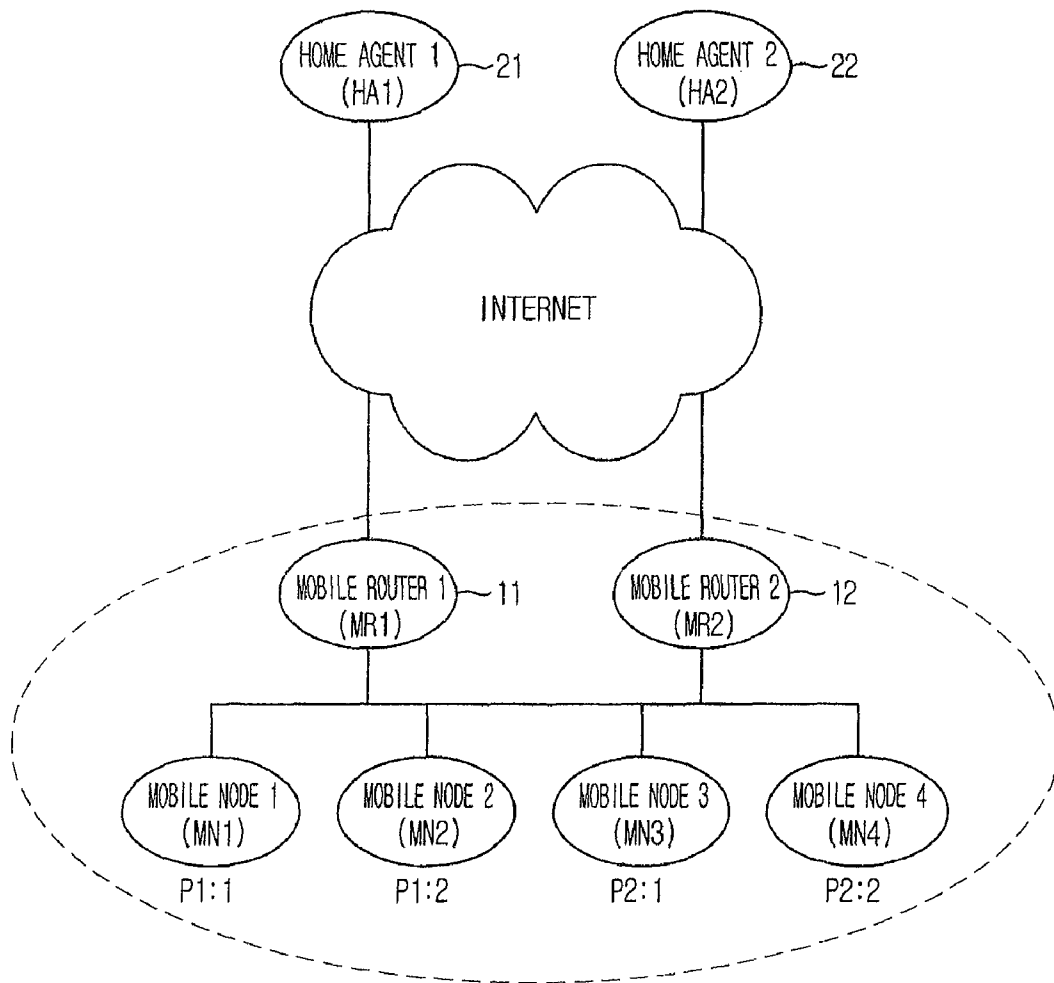 HOME AGENT 1
(HA1)
21
HOME AGENT 2
(HA2)
22
INTERNET
MOBILE ROUTER 1
(MR1)
11
MOBILE ROUTER 2
(MR2)
12
MOBILE NODE 1
(MN1)
MOBILE NODE 2
(MN2)
MOBILE NODE 3
(MN3)
MOBILE NODE 4
(MN4)
P1:1
P1:2
P2:1
P2:2